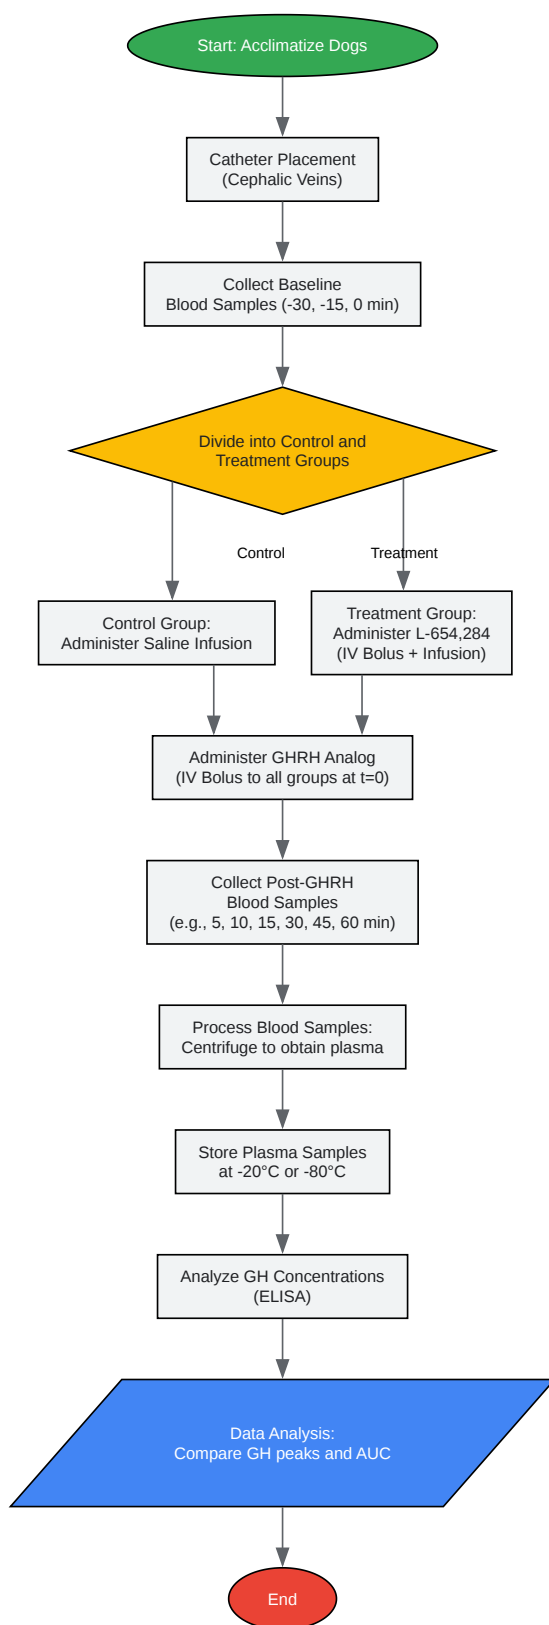 Start: Acclimatize Dogs
Catheter Placement
(Cephalic Veins)
Collect Baseline
Blood Samples (-30, -15, 0 min)
Divide into Control and
Treatment Groups
Control
Treatment
Control Group:
Administer Saline Infusion
Treatment Group:
Administer L-654,284
(IV Bolus + Infusion)
Administer GHRH Analog
(IV Bolus to all groups at t=0)
Collect Post-GHRH
Blood Samples
(e.g., 5, 10, 15, 30, 45, 60 min)
Process Blood Samples:
Centrifuge to obtain plasma
Store Plasma Samples
at -20°C or -80°C
Analyze GH Concentrations
(ELISA)
Data Analysis:
Compare GH peaks and AUC
End